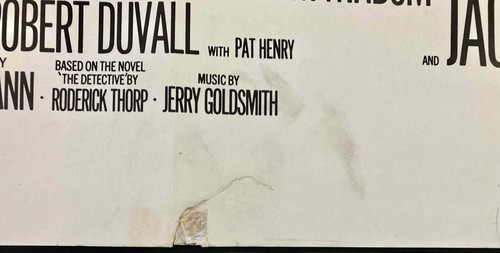 OBERT DUVALL WITH PAT HENRY
AND JAC
Y
ANN · BASED ON THE NOVEL
'THE DETECTIVE' BY
RODERICK THORP · MUSIC BY
JERRY GOLDSMITH